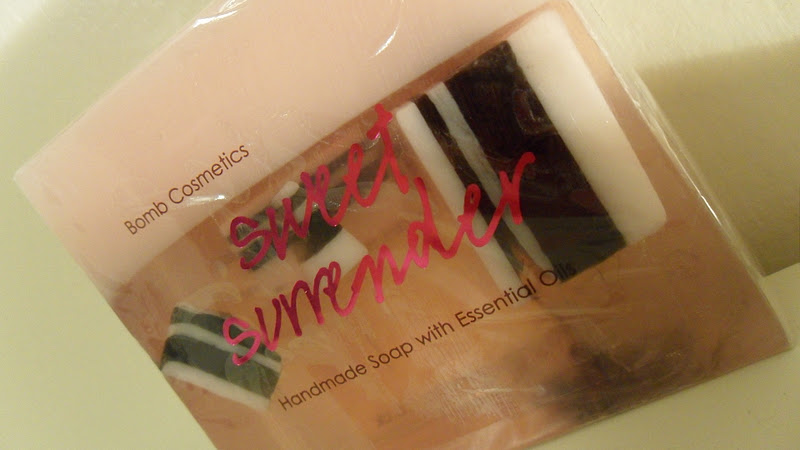 Bomb Cosmetics
sweet
surrender
Handmade Soap with Essential Oils